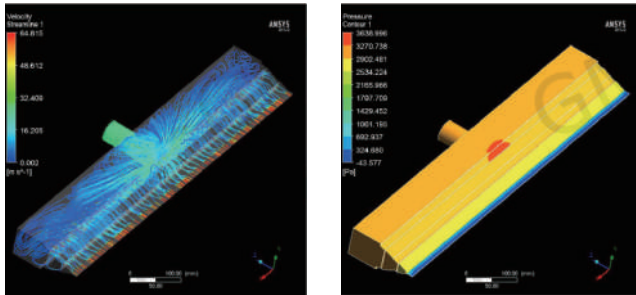 Velocity
Streamline 1
64.815
48.612
32.409
16.205
0.002
[m s^-1]
ANSYS
0
100.00 (mm)
50.00
Pressure
Contour 1
3638.996
3270.738
2902.481
2534.224
2165.966
1797.709
1429.452
1061.195
692.937
324.680
-43.577
[Pa]
ANSYS
0
100.00 (mm)
50.00